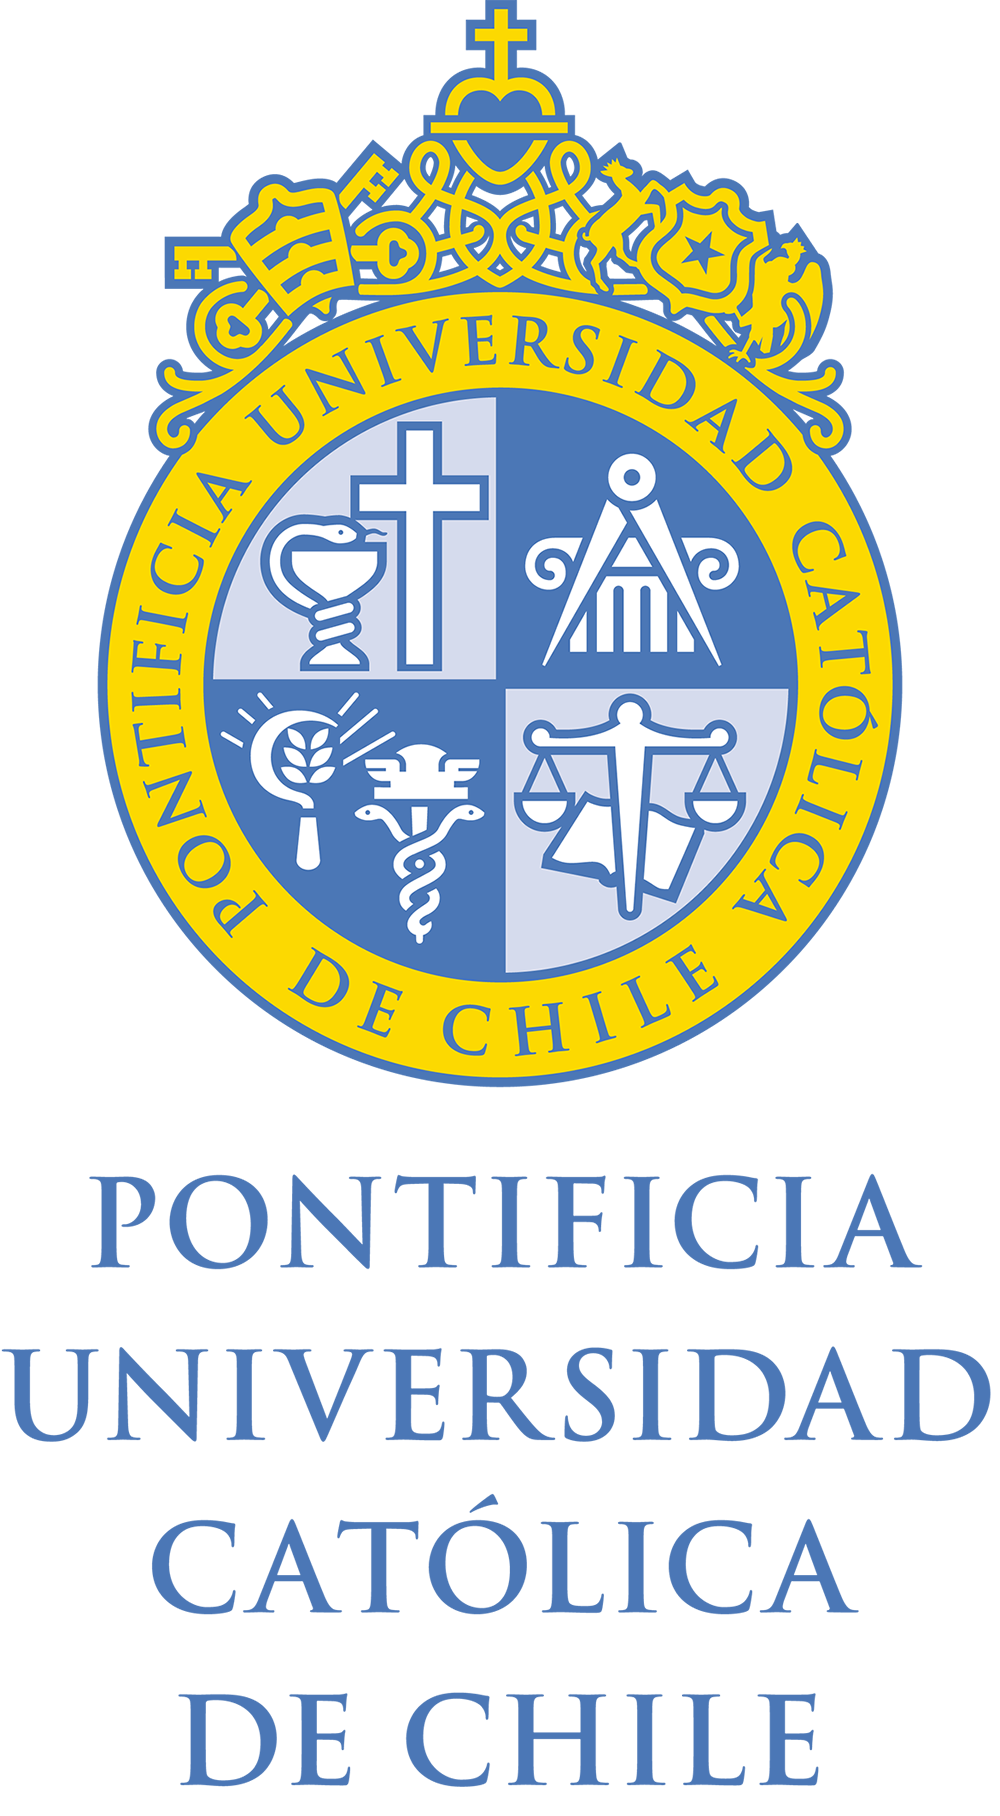 PONTIFICIA UNIVERSIDAD CATÓLICA
DE CHILE
PONTIFICIA
UNIVERSIDAD
CATÓLICA
DE CHILE